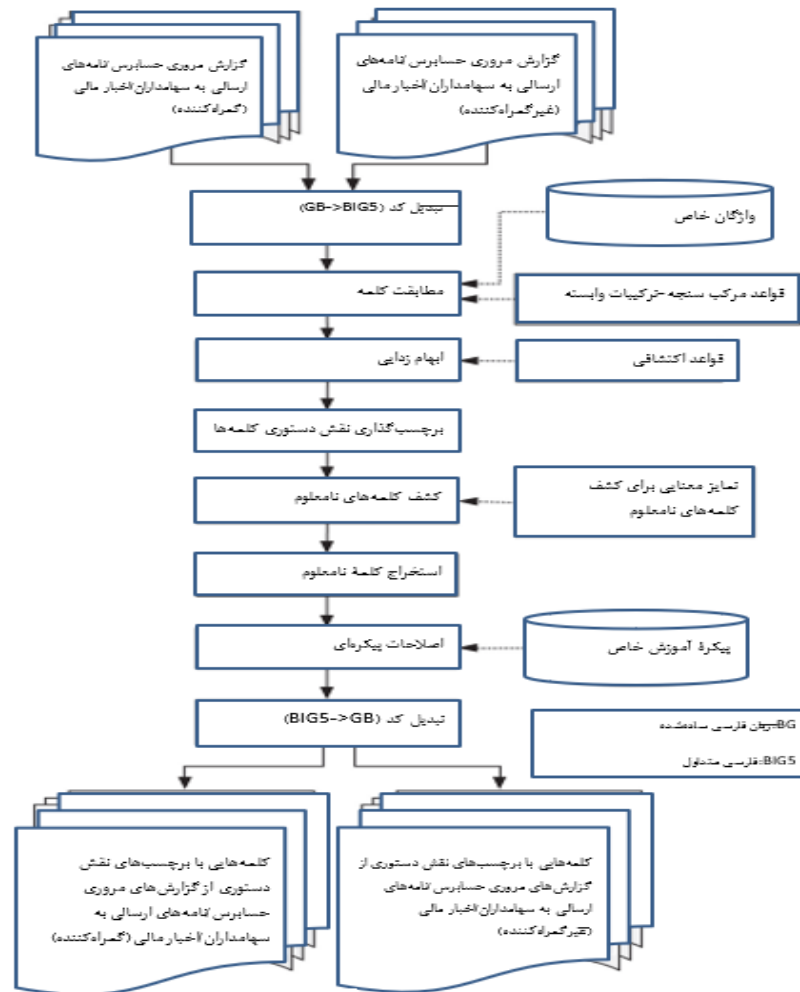 گزارش مروری حسابرس/نامه‌های
ارسالی به سهامداران/اخبار مالی
(گمراه‌کننده)
گزارش مروری حسابرس/نامه‌های
ارسالی به سهامداران/اخبار مالی
(غیرگمراه‌کننده)
تبدیل کد (GB->BIG5)
واژگان خاص
مطابقت کلمه
قواعد مرکب سنجه-ترکیبات وابسته
ابهام زدایی
قواعد اکتشافی
برچسب‌گذاری نقش دستوری کلمه‌ها
کشف کلمه‌های نامعلوم
تمایز معنایی برای کشف
کلمه‌های نامعلوم
استخراج کلمهٔ نامعلوم
اصلاحات پیکره‌ای
پیکرهٔ آموزش خاص
تبدیل کد (BIG5->GB)
BG:زبان فارسی ساده‌شده
BIG5:فارسی متداول
کلمه‌هایی با برچسب‌های نقش
دستوری از گزارش‌های مروری
حسابرس/نامه‌های ارسالی به
سهامداران/اخبار مالی (گمراه‌کننده)
کلمه‌هایی با برچسب‌های نقش دستوری از
گزارش‌های مروری حسابرس/نامه‌های
ارسالی به سهامداران/اخبار مالی
(غیرگمراه‌کننده)